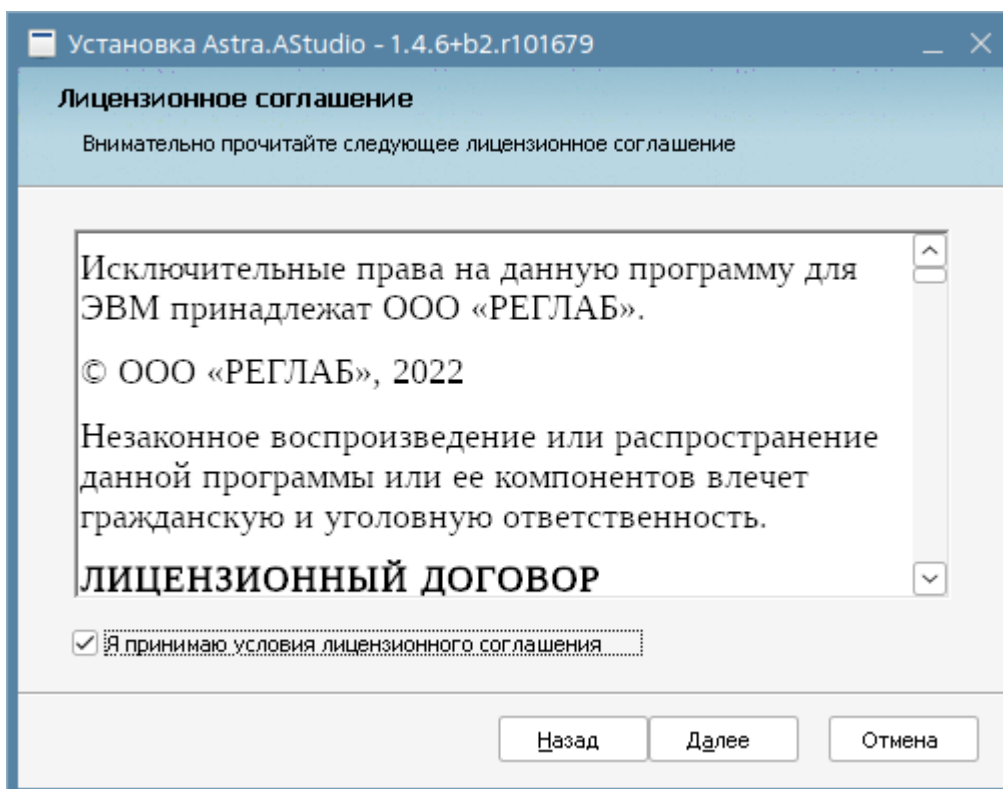 Установка Astra.AStudio - 1.4.6+b2.r101679
Лицензионное соглашение
Внимательно прочитайте следующее лицензионное соглашение
Исключительные права на данную программу для
ЭВМ принадлежат ООО «РЕГЛАБ».
© ООО «РЕГЛАБ», 2022
Незаконное воспроизведение или распространение
данной программы или ее компонентов влечет
гражданскую и уголовную ответственность.
ЛИЦЕНЗИОННЫЙ ДОГОВОР
Я принимаю условия лицензионного соглашения
Назад Далее Отмена